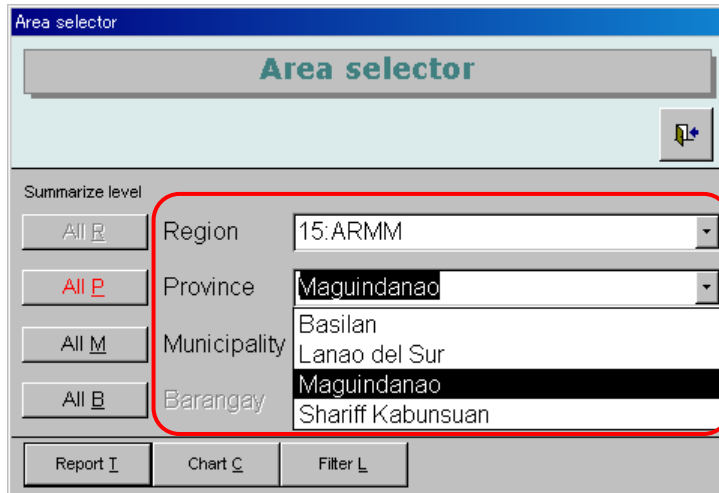 Area selector
Area selector
Summarize level
All R Region 15:ARMM
All P Province Maguindanao
Basilan
All M Municipality Lanao del Sur
Maguindanao
All B Barangay Shariff Kabunsuan
Report T Chart C Filter L